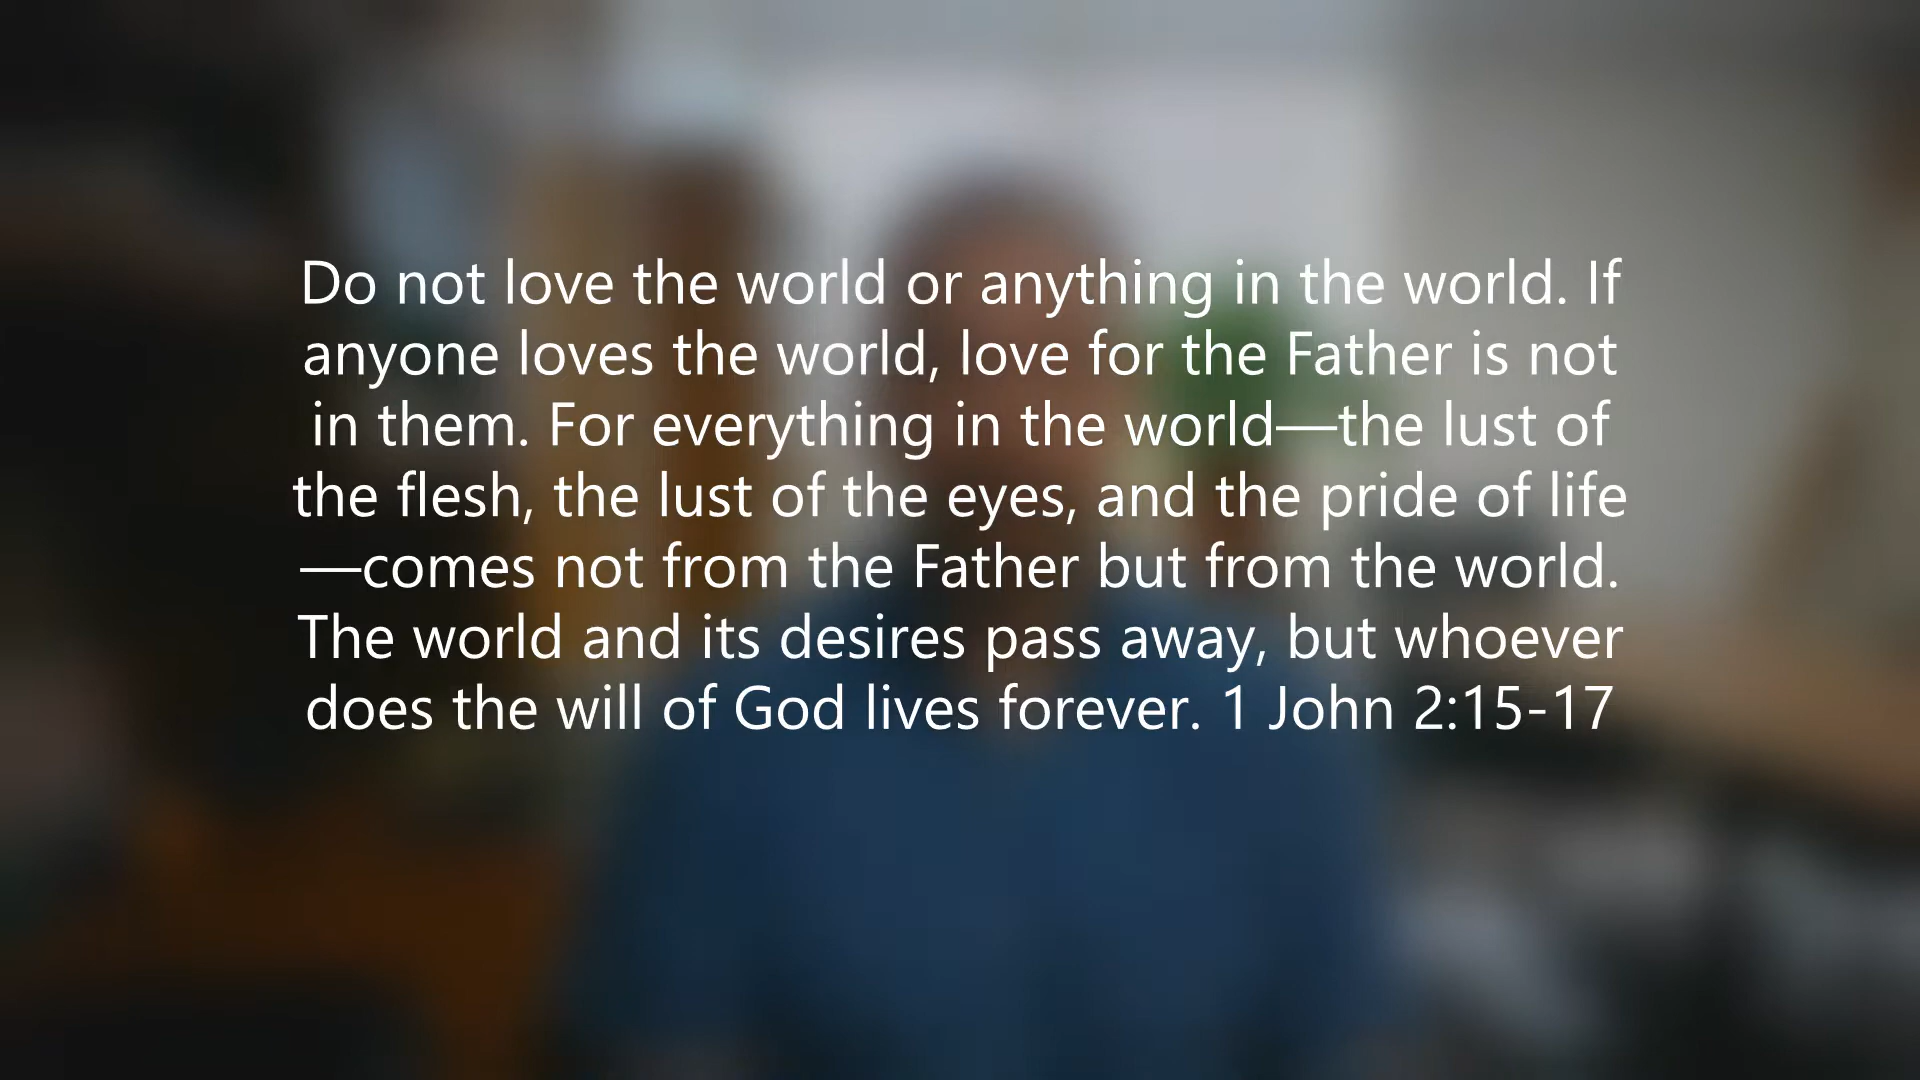 Do not love the world or anything in the world. If
anyone loves the world, love for the Father is not
in them. For everything in the world—the lust of
the flesh, the lust of the eyes, and the pride of life
—comes not from the Father but from the world.
The world and its desires pass away, but whoever
does the will of God lives forever. 1 John 2:15-17